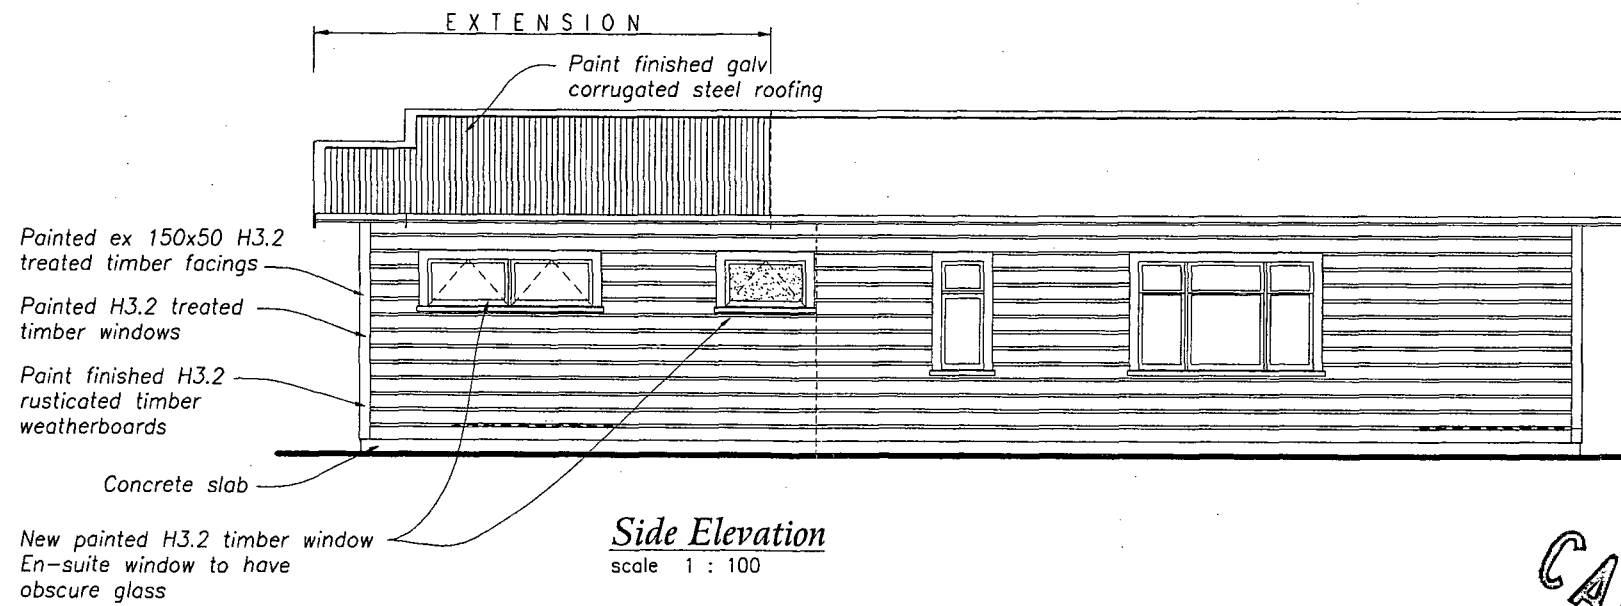 EXTENSION
Paint finished galv
corrugated steel roofing
Painted ex 150x50 H3.2
treated timber facings
Painted H3.2 treated
timber windows
Paint finished H3.2
rusticated timber
weatherboards
Concrete slab
New painted H3.2 timber window
En-suite window to have
obscure glass
Side Elevation
scale 1 : 100
CA